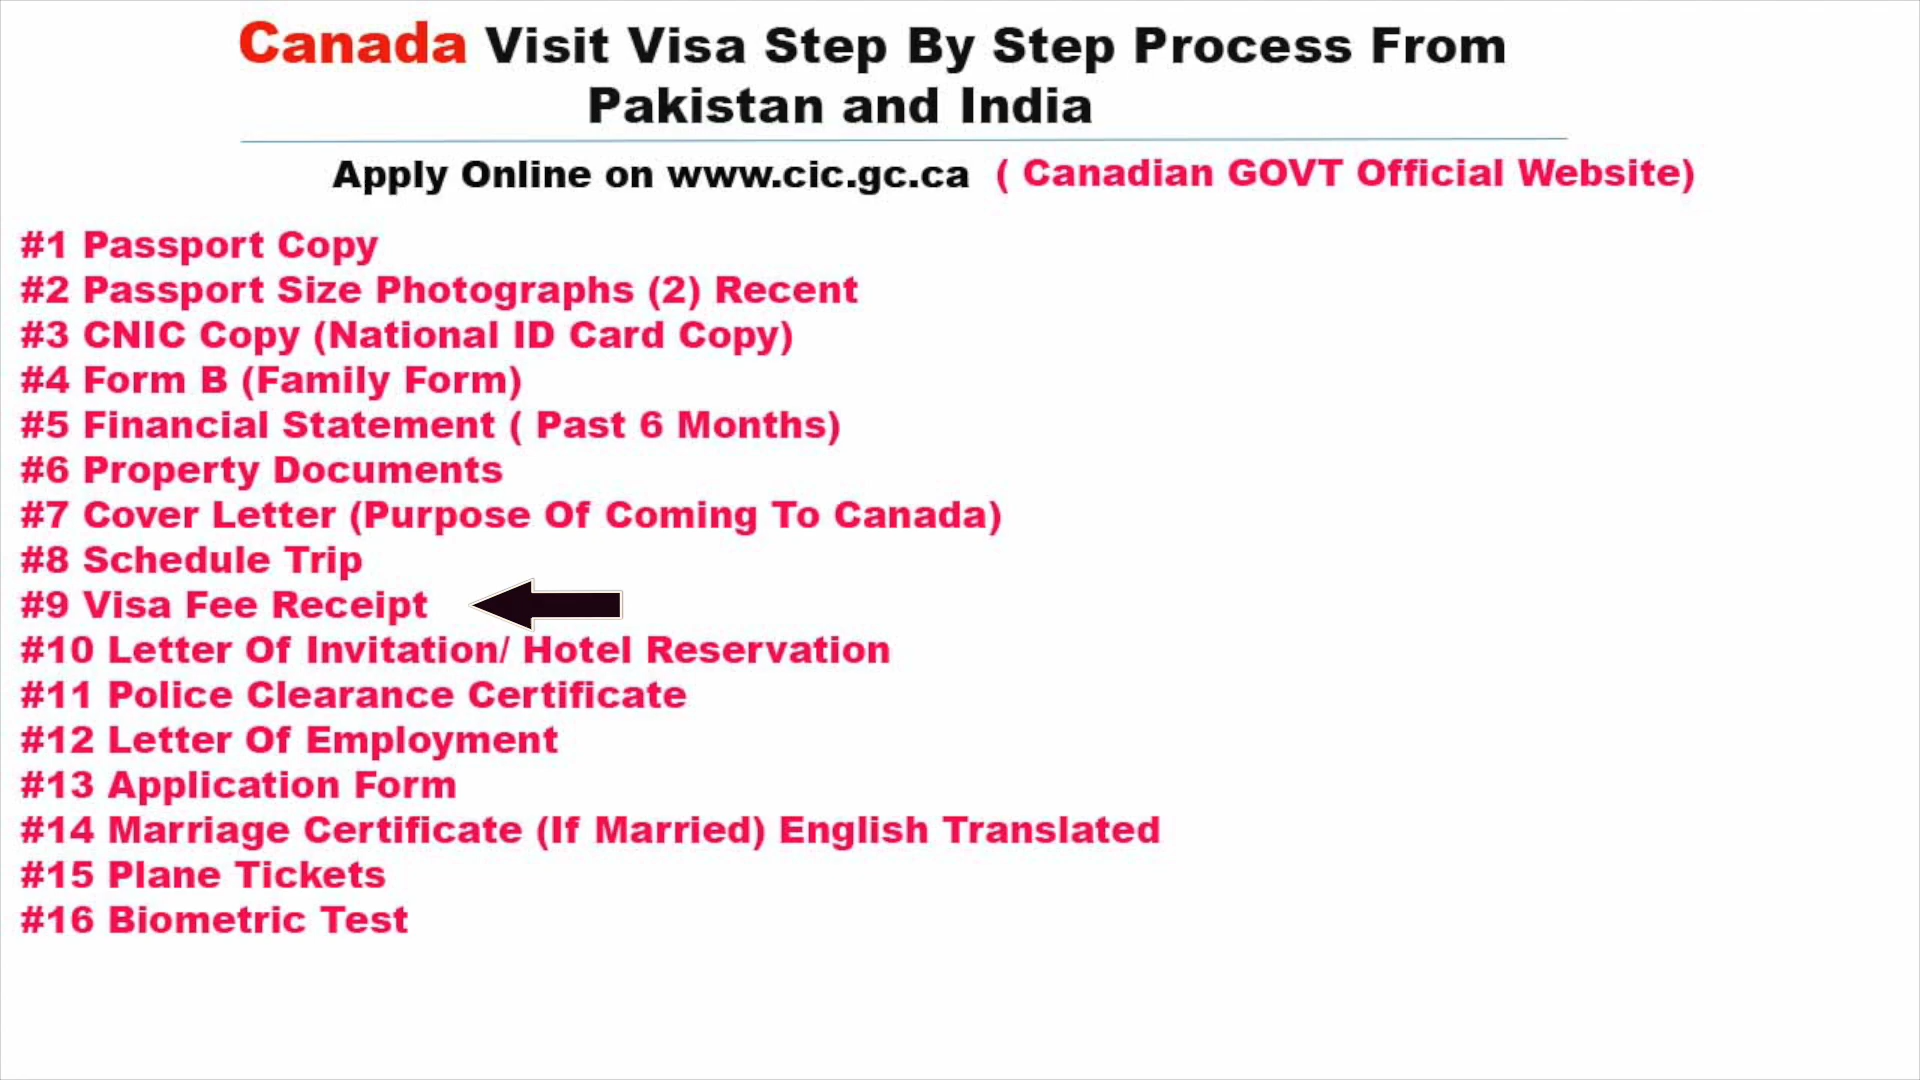 Canada Visit Visa Step By Step Process From
Pakistan and India
Apply Online on www.cic.gc.ca ( Canadian GOVT Official Website)
#1 Passport Copy
#2 Passport Size Photographs (2) Recent
#3 CNIC Copy (National ID Card Copy)
#4 Form B (Family Form)
#5 Financial Statement ( Past 6 Months)
#6 Property Documents
#7 Cover Letter (Purpose Of Coming To Canada)
#8 Schedule Trip
#9 Visa Fee Receipt
#10 Letter Of Invitation/ Hotel Reservation
#11 Police Clearance Certificate
#12 Letter Of Employment
#13 Application Form
#14 Marriage Certificate (If Married) English Translated
#15 Plane Tickets
#16 Biometric Test